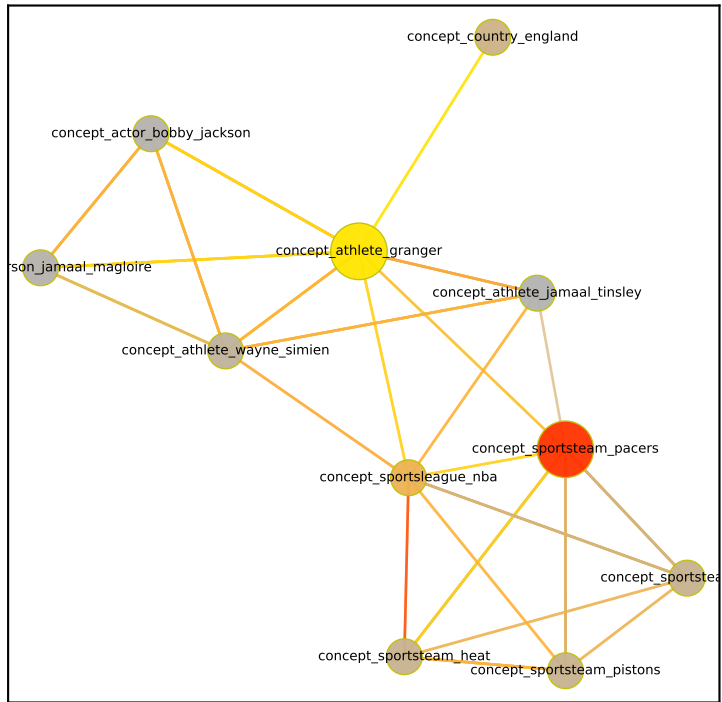 concept_country_england
concept_actor_bobby_jackson
concept_athlete_granger
rson_jamaal_magloire
concept_athlete_jamaal_tinsley
concept_athlete_wayne_simien
concept_sportsteam_pacers
concept_sportsleague_nba
concept_sportstea
concept_sportsteam_heat
concept_sportsteam_pistons